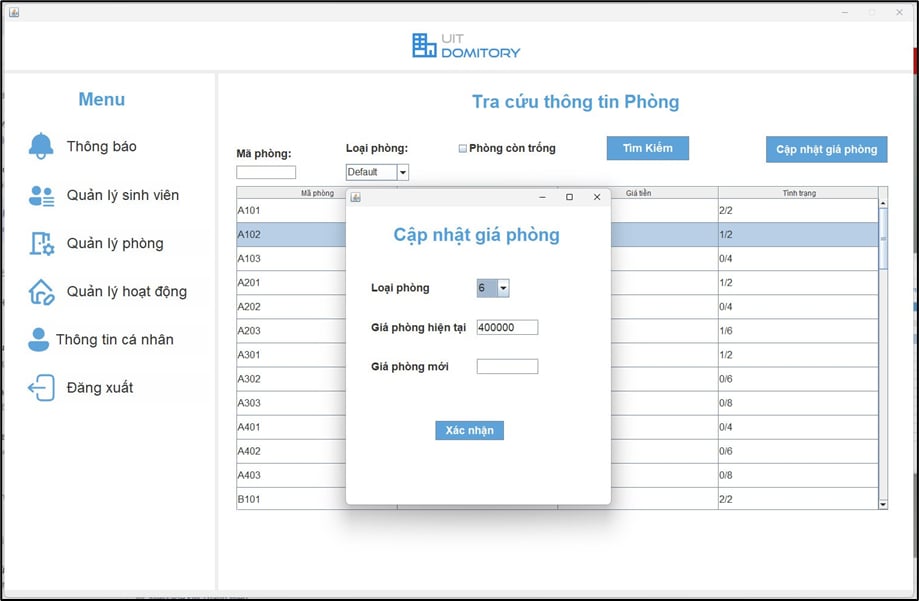 UIT
DOMITORY
Menu
Thông báo
Quản lý sinh viên
Quản lý phòng
Quản lý hoạt động
Thông tin cá nhân
Đăng xuất
Tra cứu thông tin Phòng
Mã phòng:
Loại phòng:
Default
Phòng còn trống
Tìm Kiếm
Cập nhật giá phòng
Mã phòng Giá tiền Tình trạng
A101 2/2
A102 1/2
A103 0/4
A201 1/2
A202 0/4
A203 1/6
A301 1/2
A302 0/6
A303 0/8
A401 0/4
A402 0/6
A403 0/8
B101 2/2
Cập nhật giá phòng
Loại phòng 6
Giá phòng hiện tại 400000
Giá phòng mới
Xác nhận